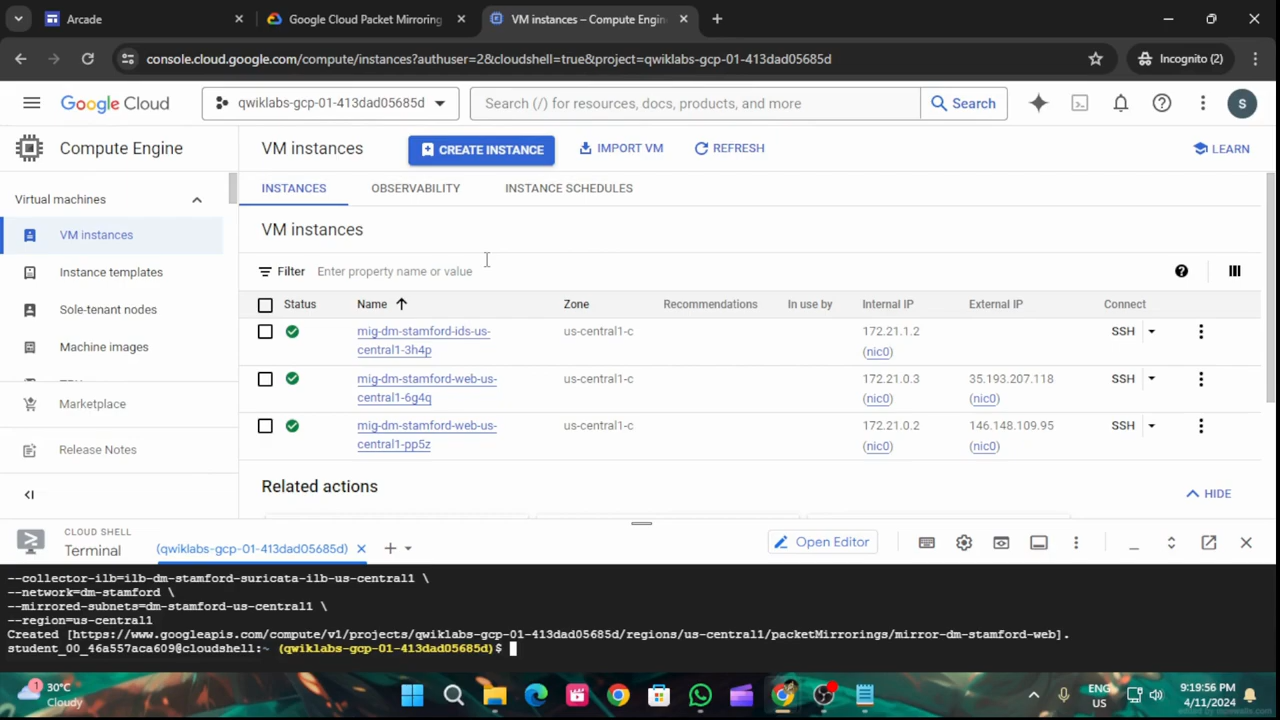 Arcade
Google Cloud Packet Mirroring
VM instances – Compute Engin
console.cloud.google.com/compute/instances?authuser=2&cloudshell=true&project=qwiklabs-gcp-01-413dad05685d
Incognito (2)
Google Cloud
qwiklabs-gcp-01-413dad05685d
Search (/) for resources, docs, products, and more
Search
S
Compute Engine
VM instances
CREATE INSTANCE
IMPORT VM
REFRESH
LEARN
Virtual machines
VM instances
Instance templates
Sole-tenant nodes
Machine images
Marketplace
Release Notes
INSTANCES
OBSERVABILITY
INSTANCE SCHEDULES
VM instances
Filter
Enter property name or value
Status
Name
Zone
Recommendations
In use by
Internal IP
External IP
Connect
mig-dm-stamford-ids-us-
central1-3h4p
us-central1-c
172.21.1.2
(nic0)
SSH
mig-dm-stamford-web-us-
central1-6g4q
us-central1-c
172.21.0.3
(nic0)
35.193.207.118
(nic0)
SSH
mig-dm-stamford-web-us-
central1-pp5z
us-central1-c
172.21.0.2
(nic0)
146.148.109.95
(nic0)
SSH
Related actions
HIDE
CLOUD SHELL
Terminal
(qwiklabs-gcp-01-413dad05685d)
Open Editor
--collector-ilb=ilb-dm-stamford-suricata-ilb-us-central1 \
--network=dm-stamford \
--mirrored-subnets=dm-stamford-us-central1 \
--region=us-central1
Created [https://www.googleapis.com/compute/v1/projects/qwiklabs-gcp-01-413dad05685d/regions/us-central1/packetMirrorings/mirror-dm-stamford-web].
student_00_46a557aca609@cloudshell:~ (qwiklabs-gcp-01-413dad05685d)$
1
30°C
Cloudy
ENG
US
9:19:56 PM
4/11/2024